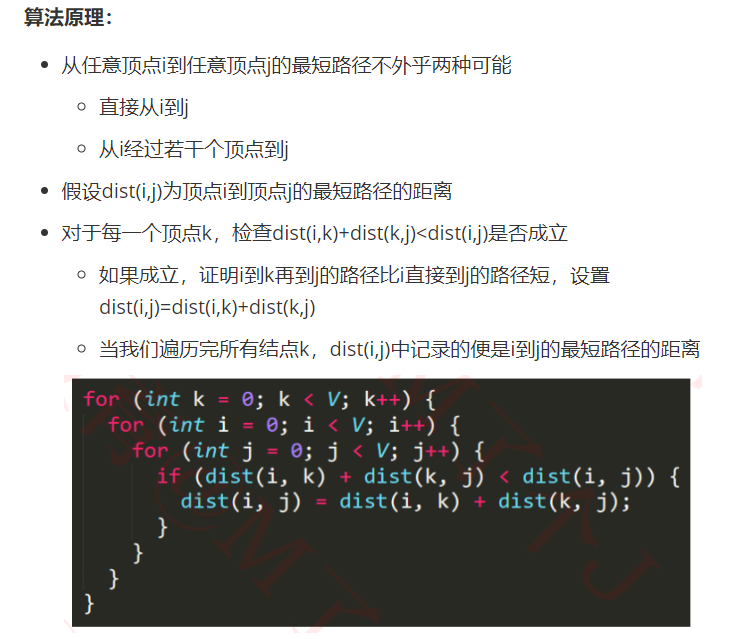 算法原理：
从任意顶点i到任意顶点j的最短路径不外乎两种可能
直接从i到j
从i经过若干个顶点到j
假设dist(i,j)为顶点i到顶点j的最短路径的距离
对于每一个顶点k，检查dist(i,k)+dist(k,j)<dist(i,j)是否成立
如果成立，证明i到k再到j的路径比i直接到j的路径短，设置
dist(i,j)=dist(i,k)+dist(k,j)
当我们遍历完所有结点k，dist(i,j)中记录的便是i到j的最短路径的距离
for (int k = 0; k < V; k++) {
for (int i = 0; i < V; i++) {
for (int j = 0; j < V; j++) {
if (dist(i, k) + dist(k, j) < dist(i, j)) {
dist(i, j) = dist(i, k) + dist(k, j);
}
}
}
}